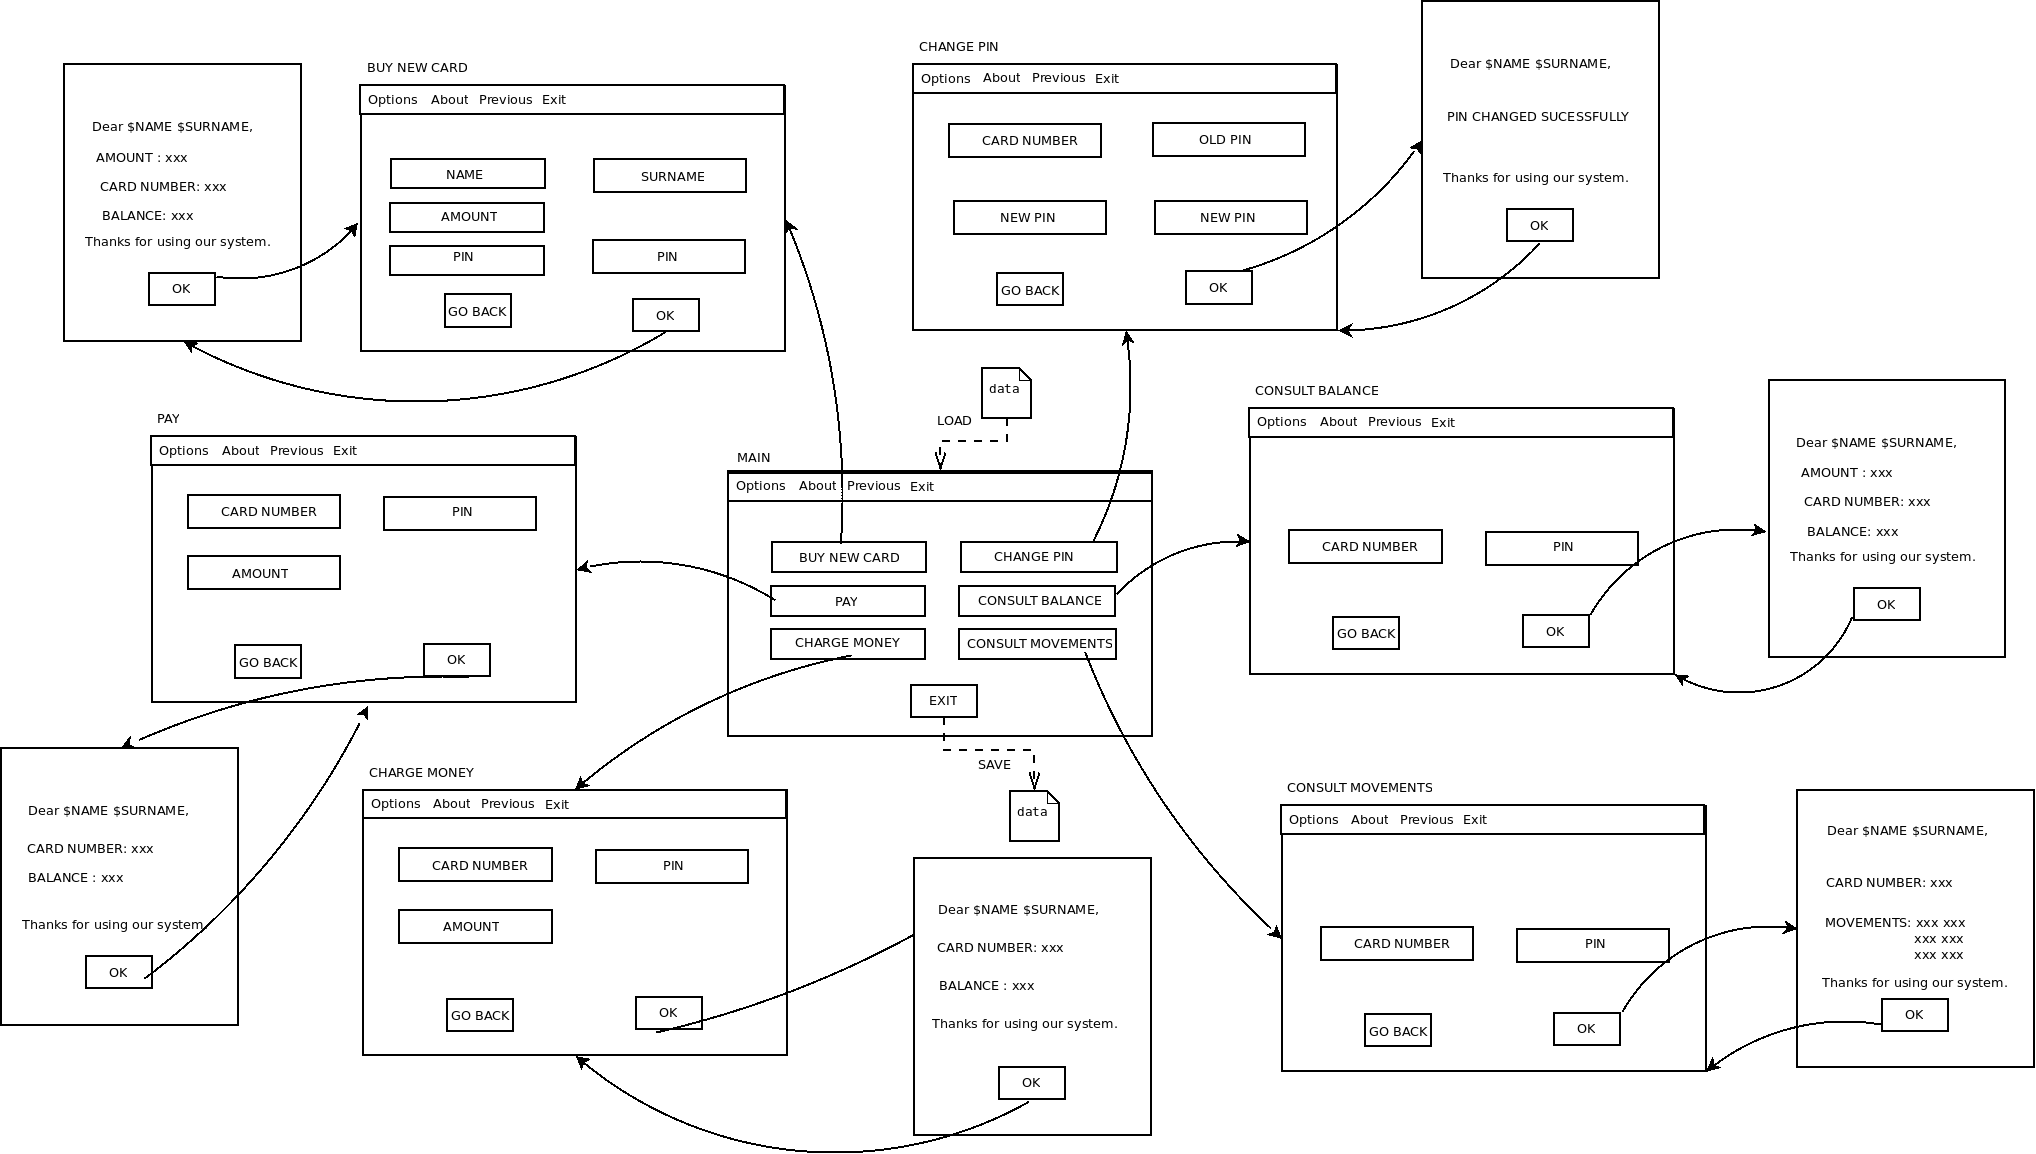 CHANGE PIN
Options About Previous Exit
CARD NUMBER
OLD PIN
NEW PIN
NEW PIN
GO BACK
OK
Dear $NAME $SURNAME,
PIN CHANGED SUCESSFULLY
Thanks for using our system.
OK
BUY NEW CARD
Options About Previous Exit
NAME
SURNAME
AMOUNT
PIN
PIN
GO BACK
OK
Dear $NAME $SURNAME,
AMOUNT : xxx
CARD NUMBER: xxx
BALANCE: xxx
Thanks for using our system.
OK
data
LOAD
MAIN
Options About Previous Exit
BUY NEW CARD
CHANGE PIN
PAY
CONSULT BALANCE
CHARGE MONEY
CONSULT MOVEMENTS
EXIT
SAVE
data
PAY
Options About Previous Exit
CARD NUMBER
PIN
AMOUNT
GO BACK
OK
Dear $NAME $SURNAME,
CARD NUMBER: xxx
BALANCE : xxx
Thanks for using our system.
OK
CONSULT BALANCE
Options About Previous Exit
CARD NUMBER
PIN
GO BACK
OK
Dear $NAME $SURNAME,
AMOUNT : xxx
CARD NUMBER: xxx
BALANCE: xxx
Thanks for using our system.
OK
CHARGE MONEY
Options About Previous Exit
CARD NUMBER
PIN
AMOUNT
GO BACK
OK
Dear $NAME $SURNAME,
CARD NUMBER: xxx
BALANCE : xxx
Thanks for using our system.
OK
CONSULT MOVEMENTS
Options About Previous Exit
CARD NUMBER
PIN
GO BACK
OK
Dear $NAME $SURNAME,
CARD NUMBER: xxx
MOVEMENTS: xxx xxx
xxx xxx
xxx xxx
Thanks for using our system.
OK